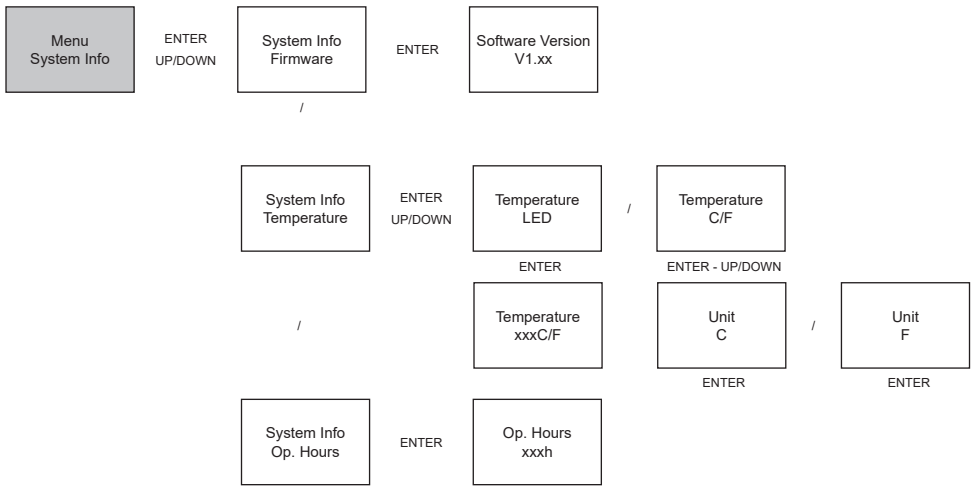 Menu
System Info
ENTER
UP/DOWN
System Info
Firmware
ENTER
Software Version
V1.xx
/
System Info
Temperature
ENTER
UP/DOWN
Temperature
LED
/
Temperature
C/F
ENTER
ENTER - UP/DOWN
/
Temperature
xxxC/F
Unit
C
/
Unit
F
ENTER
ENTER
System Info
Op. Hours
ENTER
Op. Hours
xxxh